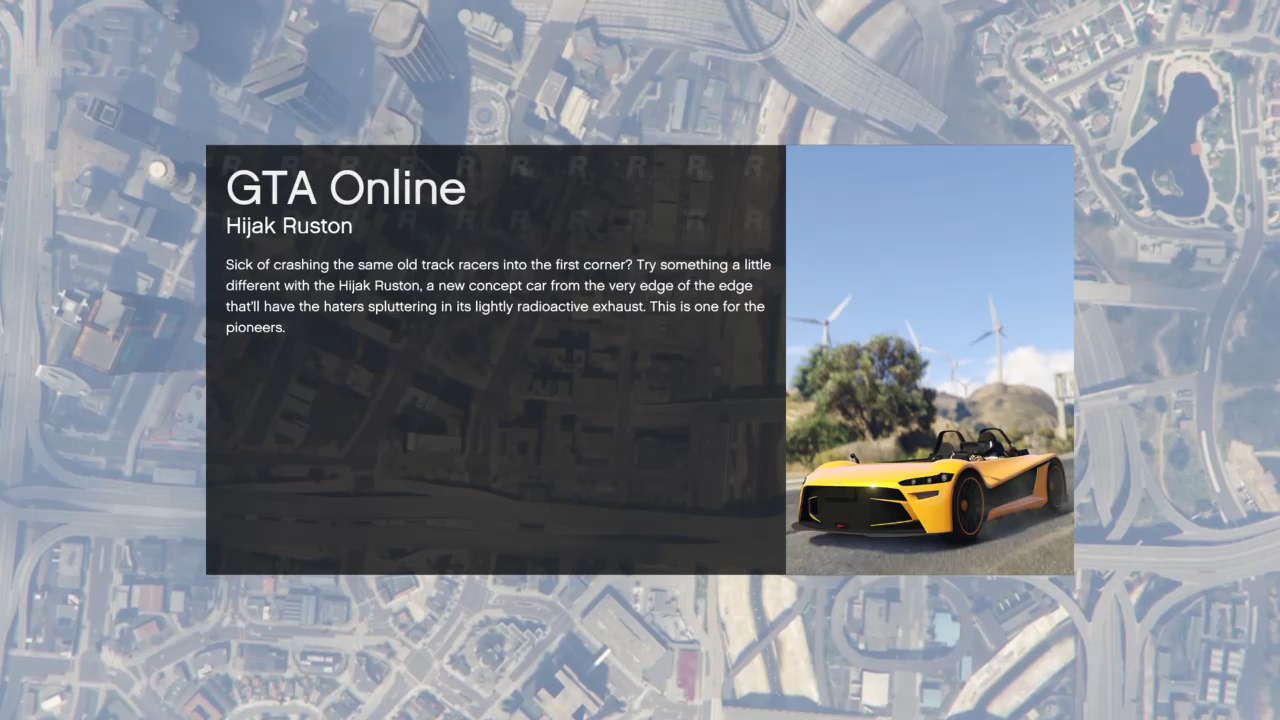 GTA Online
Hijak Ruston
Sick of crashing the same old track racers into the first corner? Try something a little
different with the Hijak Ruston, a new concept car from the very edge of the edge
that'll have the haters spluttering in its lightly radioactive exhaust. This is one for the
pioneers.